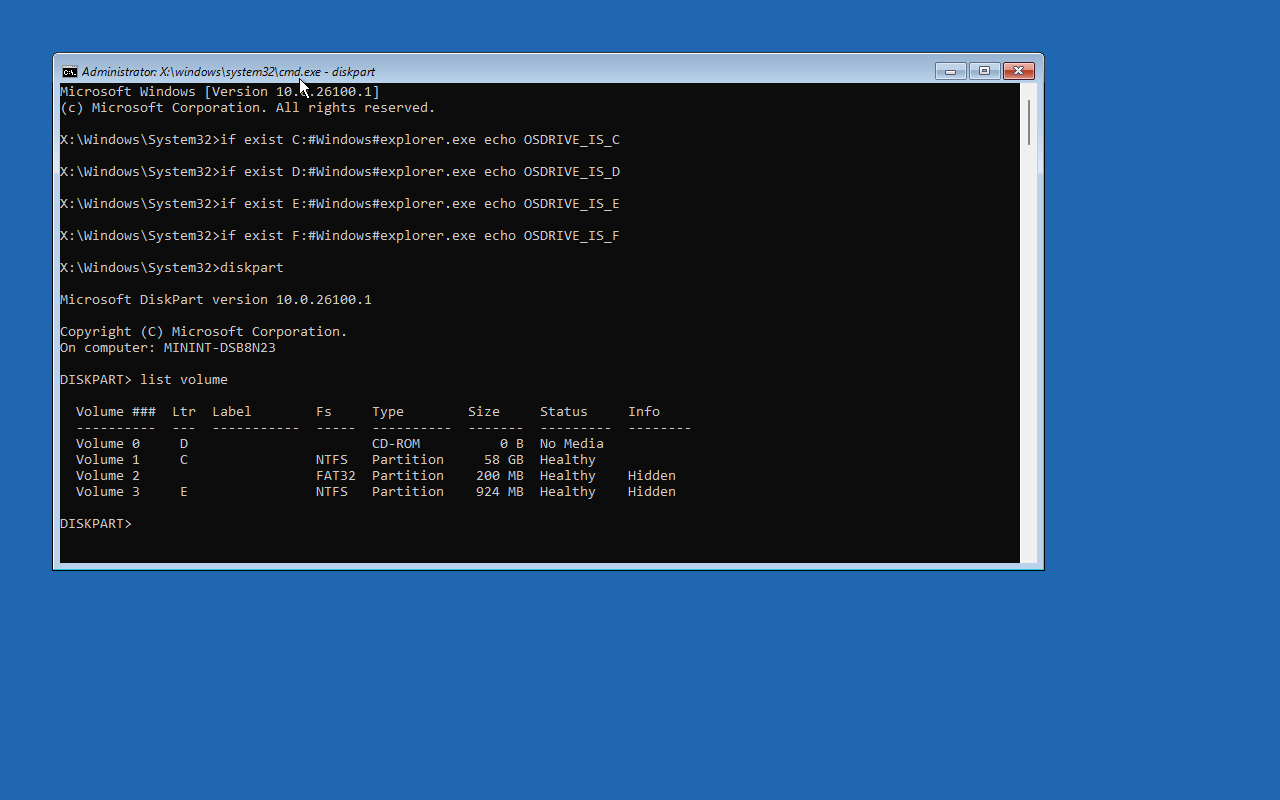 Administrator: X:\windows\system32\cmd.exe - diskpart
Microsoft Windows [Version 10.0.26100.1]
(c) Microsoft Corporation. All rights reserved.
X:\Windows\System32>if exist C:#Windows#explorer.exe echo OSDRIVE_IS_C
X:\Windows\System32>if exist D:#Windows#explorer.exe echo OSDRIVE_IS_D
X:\Windows\System32>if exist E:#Windows#explorer.exe echo OSDRIVE_IS_E
X:\Windows\System32>if exist F:#Windows#explorer.exe echo OSDRIVE_IS_F
X:\Windows\System32>diskpart
Microsoft DiskPart version 10.0.26100.1
Copyright (C) Microsoft Corporation.
On computer: MININT-DSB8N23
DISKPART> list volume
  Volume ###  Ltr  Label        Fs     Type        Size     Status     Info
  ----------  ---  -----------  -----  ----------  -------  ---------  --------
  Volume 0     D                       CD-ROM          0 B  No Media
  Volume 1     C                NTFS   Partition     58 GB  Healthy
  Volume 2                      FAT32  Partition    200 MB  Healthy    Hidden
  Volume 3     E                NTFS   Partition    924 MB  Healthy    Hidden
DISKPART>